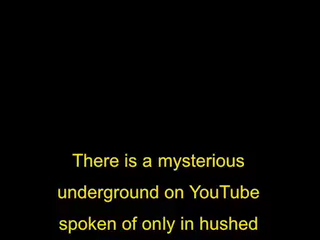 There is a mysterious
underground on YouTube
spoken of only in hushed